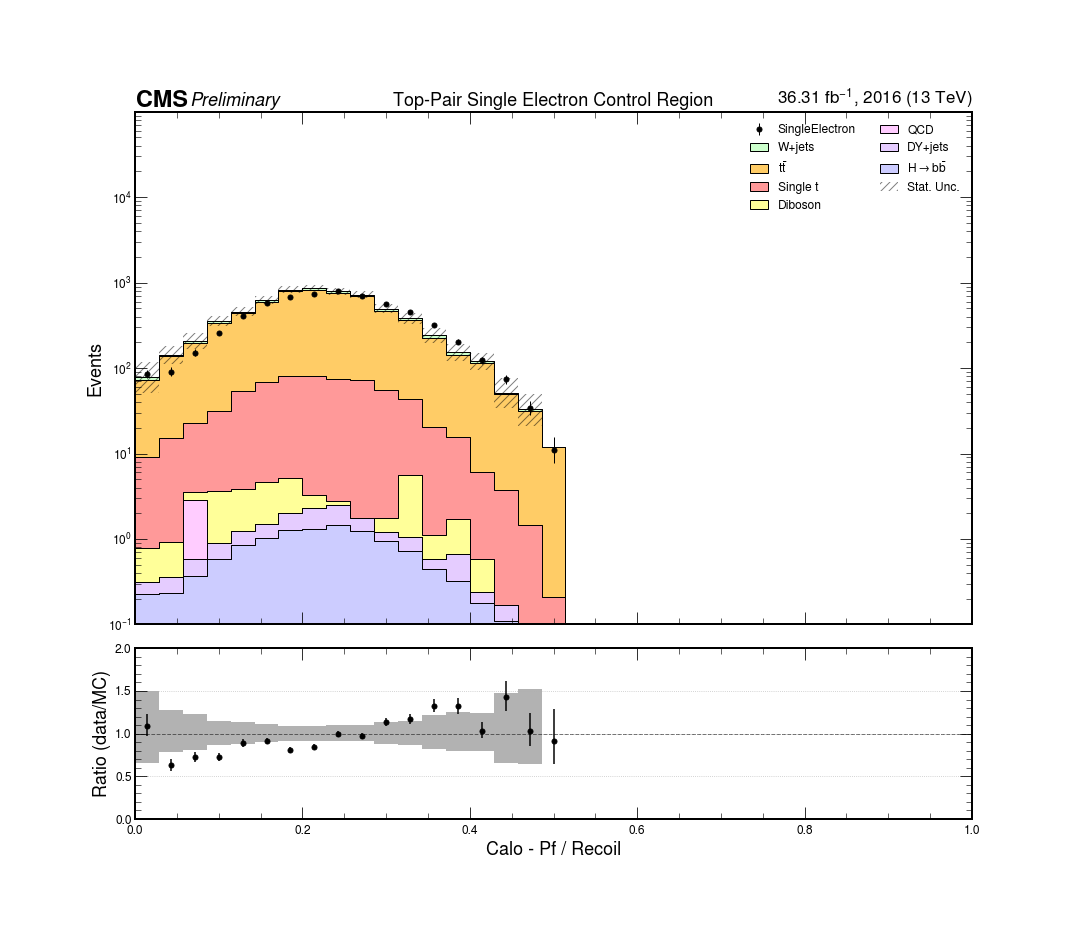 CMS Preliminary Top-Pair Single Electron Control Region 36.31 fb⁻¹, 2016 (13 TeV)
SingleElectron
W+jets
tt̄
Single t
Diboson
QCD
DY+jets
H→bb̄
Stat. Unc.
Events
10⁴
10³
10²
10¹
10⁰
10⁻¹
Ratio (data/MC)
2.0
1.5
1.0
0.5
0.0
0.0 0.2 0.4 0.6 0.8 1.0
Calo - Pf / Recoil